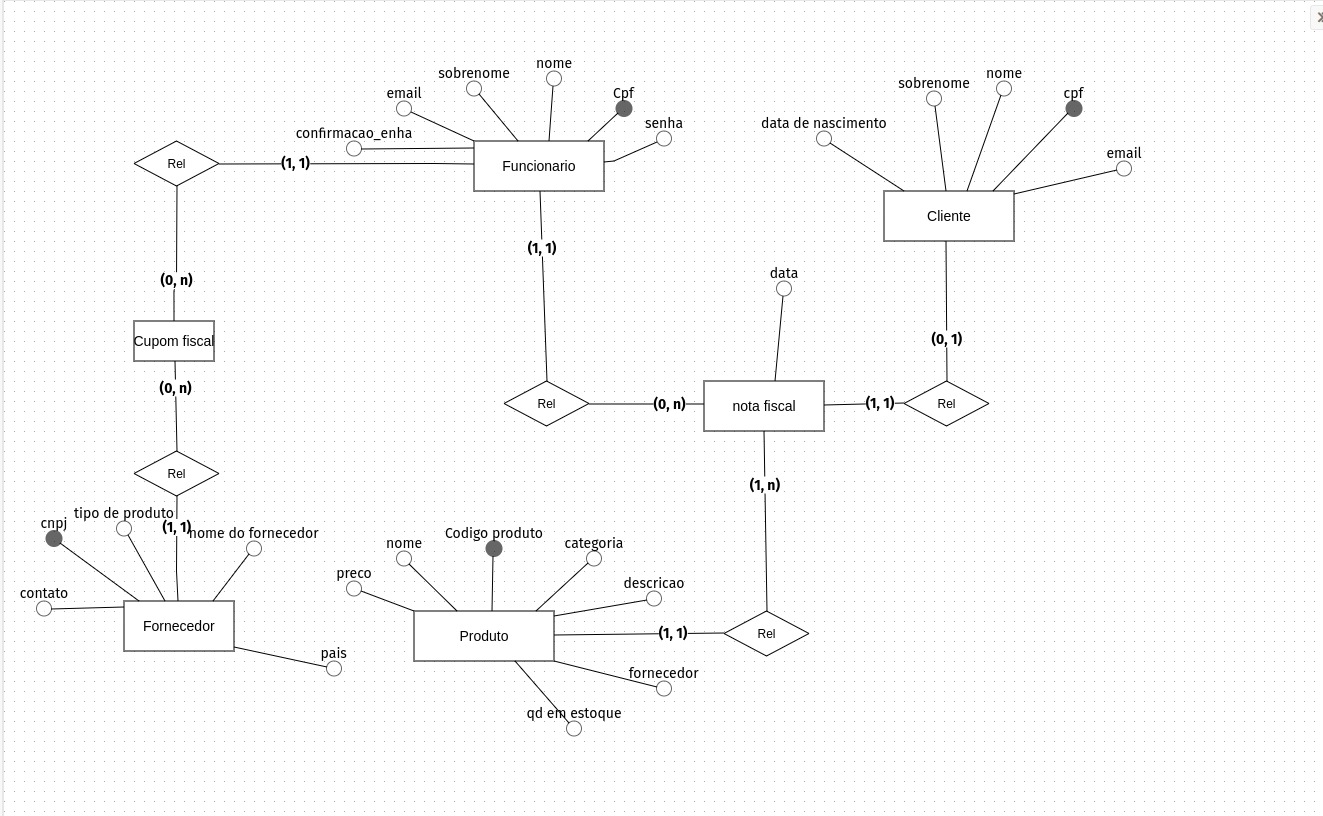 nome
sobrenome
email
Cpf
confirmacao_enha
senha
Rel
(1, 1)
Funcionario
nome
sobrenome
cpf
data de nascimento
email
Cliente
(1, 1)
(0, n)
data
Cupom fiscal
(0, 1)
(0, n)
Rel
(0, n)
nota fiscal
(1, 1)
Rel
Rel
(1, n)
tipo de produto
cnpj
(1, 1)
nome do fornecedor
contato
Fornecedor
pais
Codigo produto
nome
categoria
preco
descricao
Produto
(1, 1)
Rel
fornecedor
qd em estoque